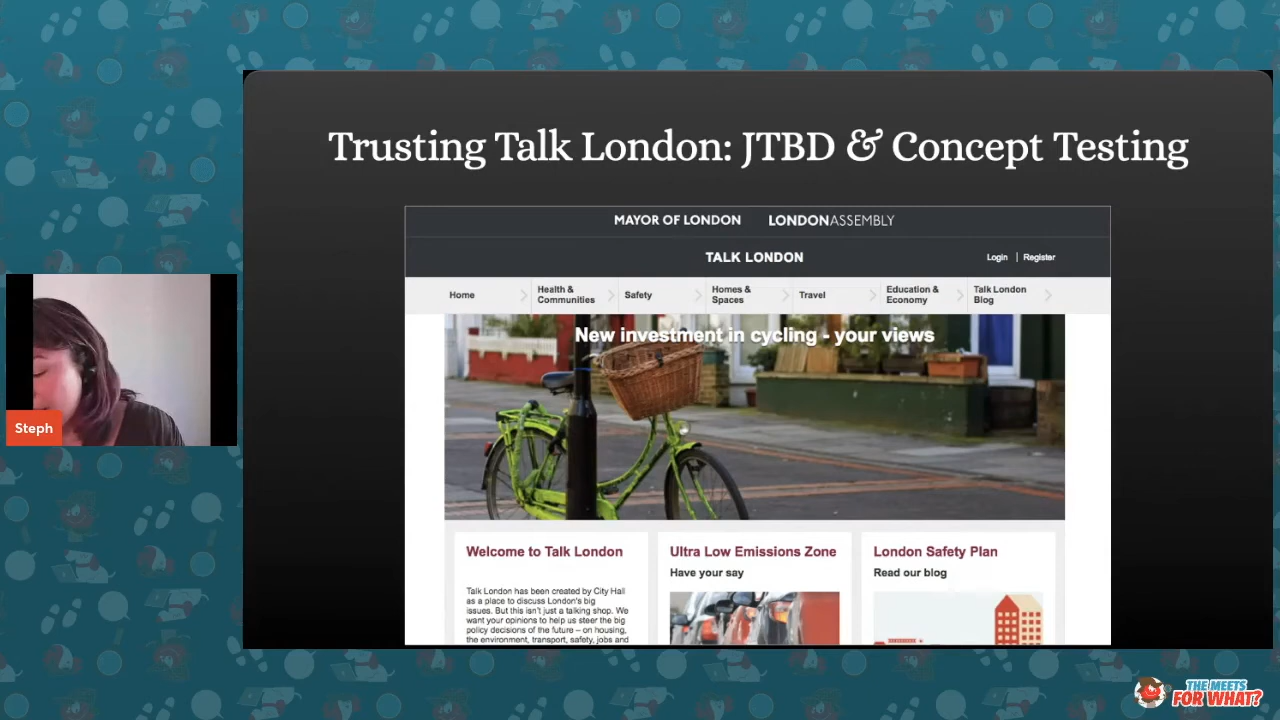 Trusting Talk London: JTBD & Concept Testing
MAYOR OF LONDON LONDONASSEMBLY
TALK LONDON
Login | Register
Home
Health &
Communities
Safety
Homes &
Spaces
Travel
Education &
Economy
Talk London
Blog
New investment in cycling - your views
Welcome to Talk London
Talk London has been created by City Hall
as a place to discuss London's big
issues. But this isn't just a talking shop. We
want your opinions to help us steer the big
policy decisions of the future – on housing,
the environment, transport, safety, jobs and
Ultra Low Emissions Zone
Have your say
London Safety Plan
Read our blog
Steph
THE MEETS
FOR WHAT?